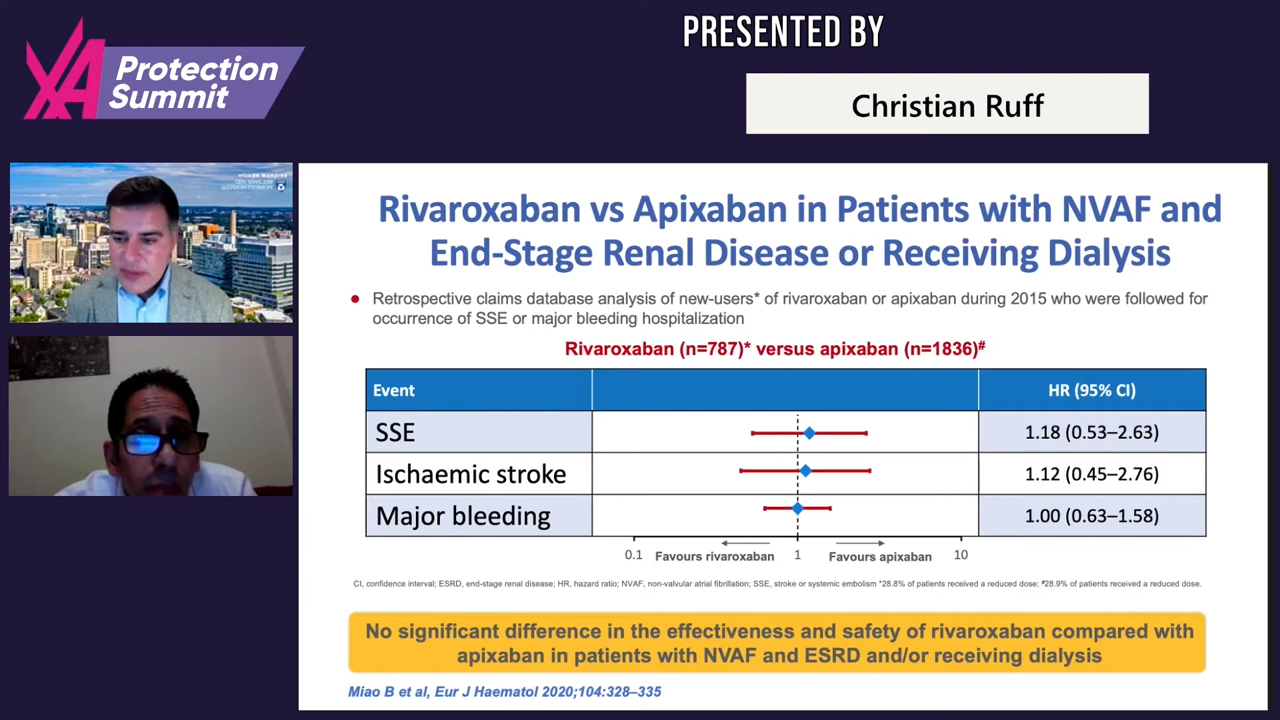 PRESENTED BY
Protection
Summit
Christian Ruff
Rivaroxaban vs Apixaban in Patients with NVAF and
End-Stage Renal Disease or Receiving Dialysis
Retrospective claims database analysis of new-users* of rivaroxaban or apixaban during 2015 who were followed for
occurrence of SSE or major bleeding hospitalization
Rivaroxaban (n=787)* versus apixaban (n=1836)#
Event HR (95% CI)
SSE 1.18 (0.53–2.63)
Ischaemic stroke 1.12 (0.45–2.76)
Major bleeding 1.00 (0.63–1.58)
0.1 Favours rivaroxaban 1 Favours apixaban 10
CI, confidence interval; ESRD, end-stage renal disease; HR, hazard ratio; NVAF, non-valvular atrial fibrillation; SSE, stroke or systemic embolism *28.8% of patients received a reduced dose; #28.9% of patients received a reduced dose.
No significant difference in the effectiveness and safety of rivaroxaban compared with
apixaban in patients with NVAF and ESRD and/or receiving dialysis
Miao B et al, Eur J Haematol 2020;104:328–335